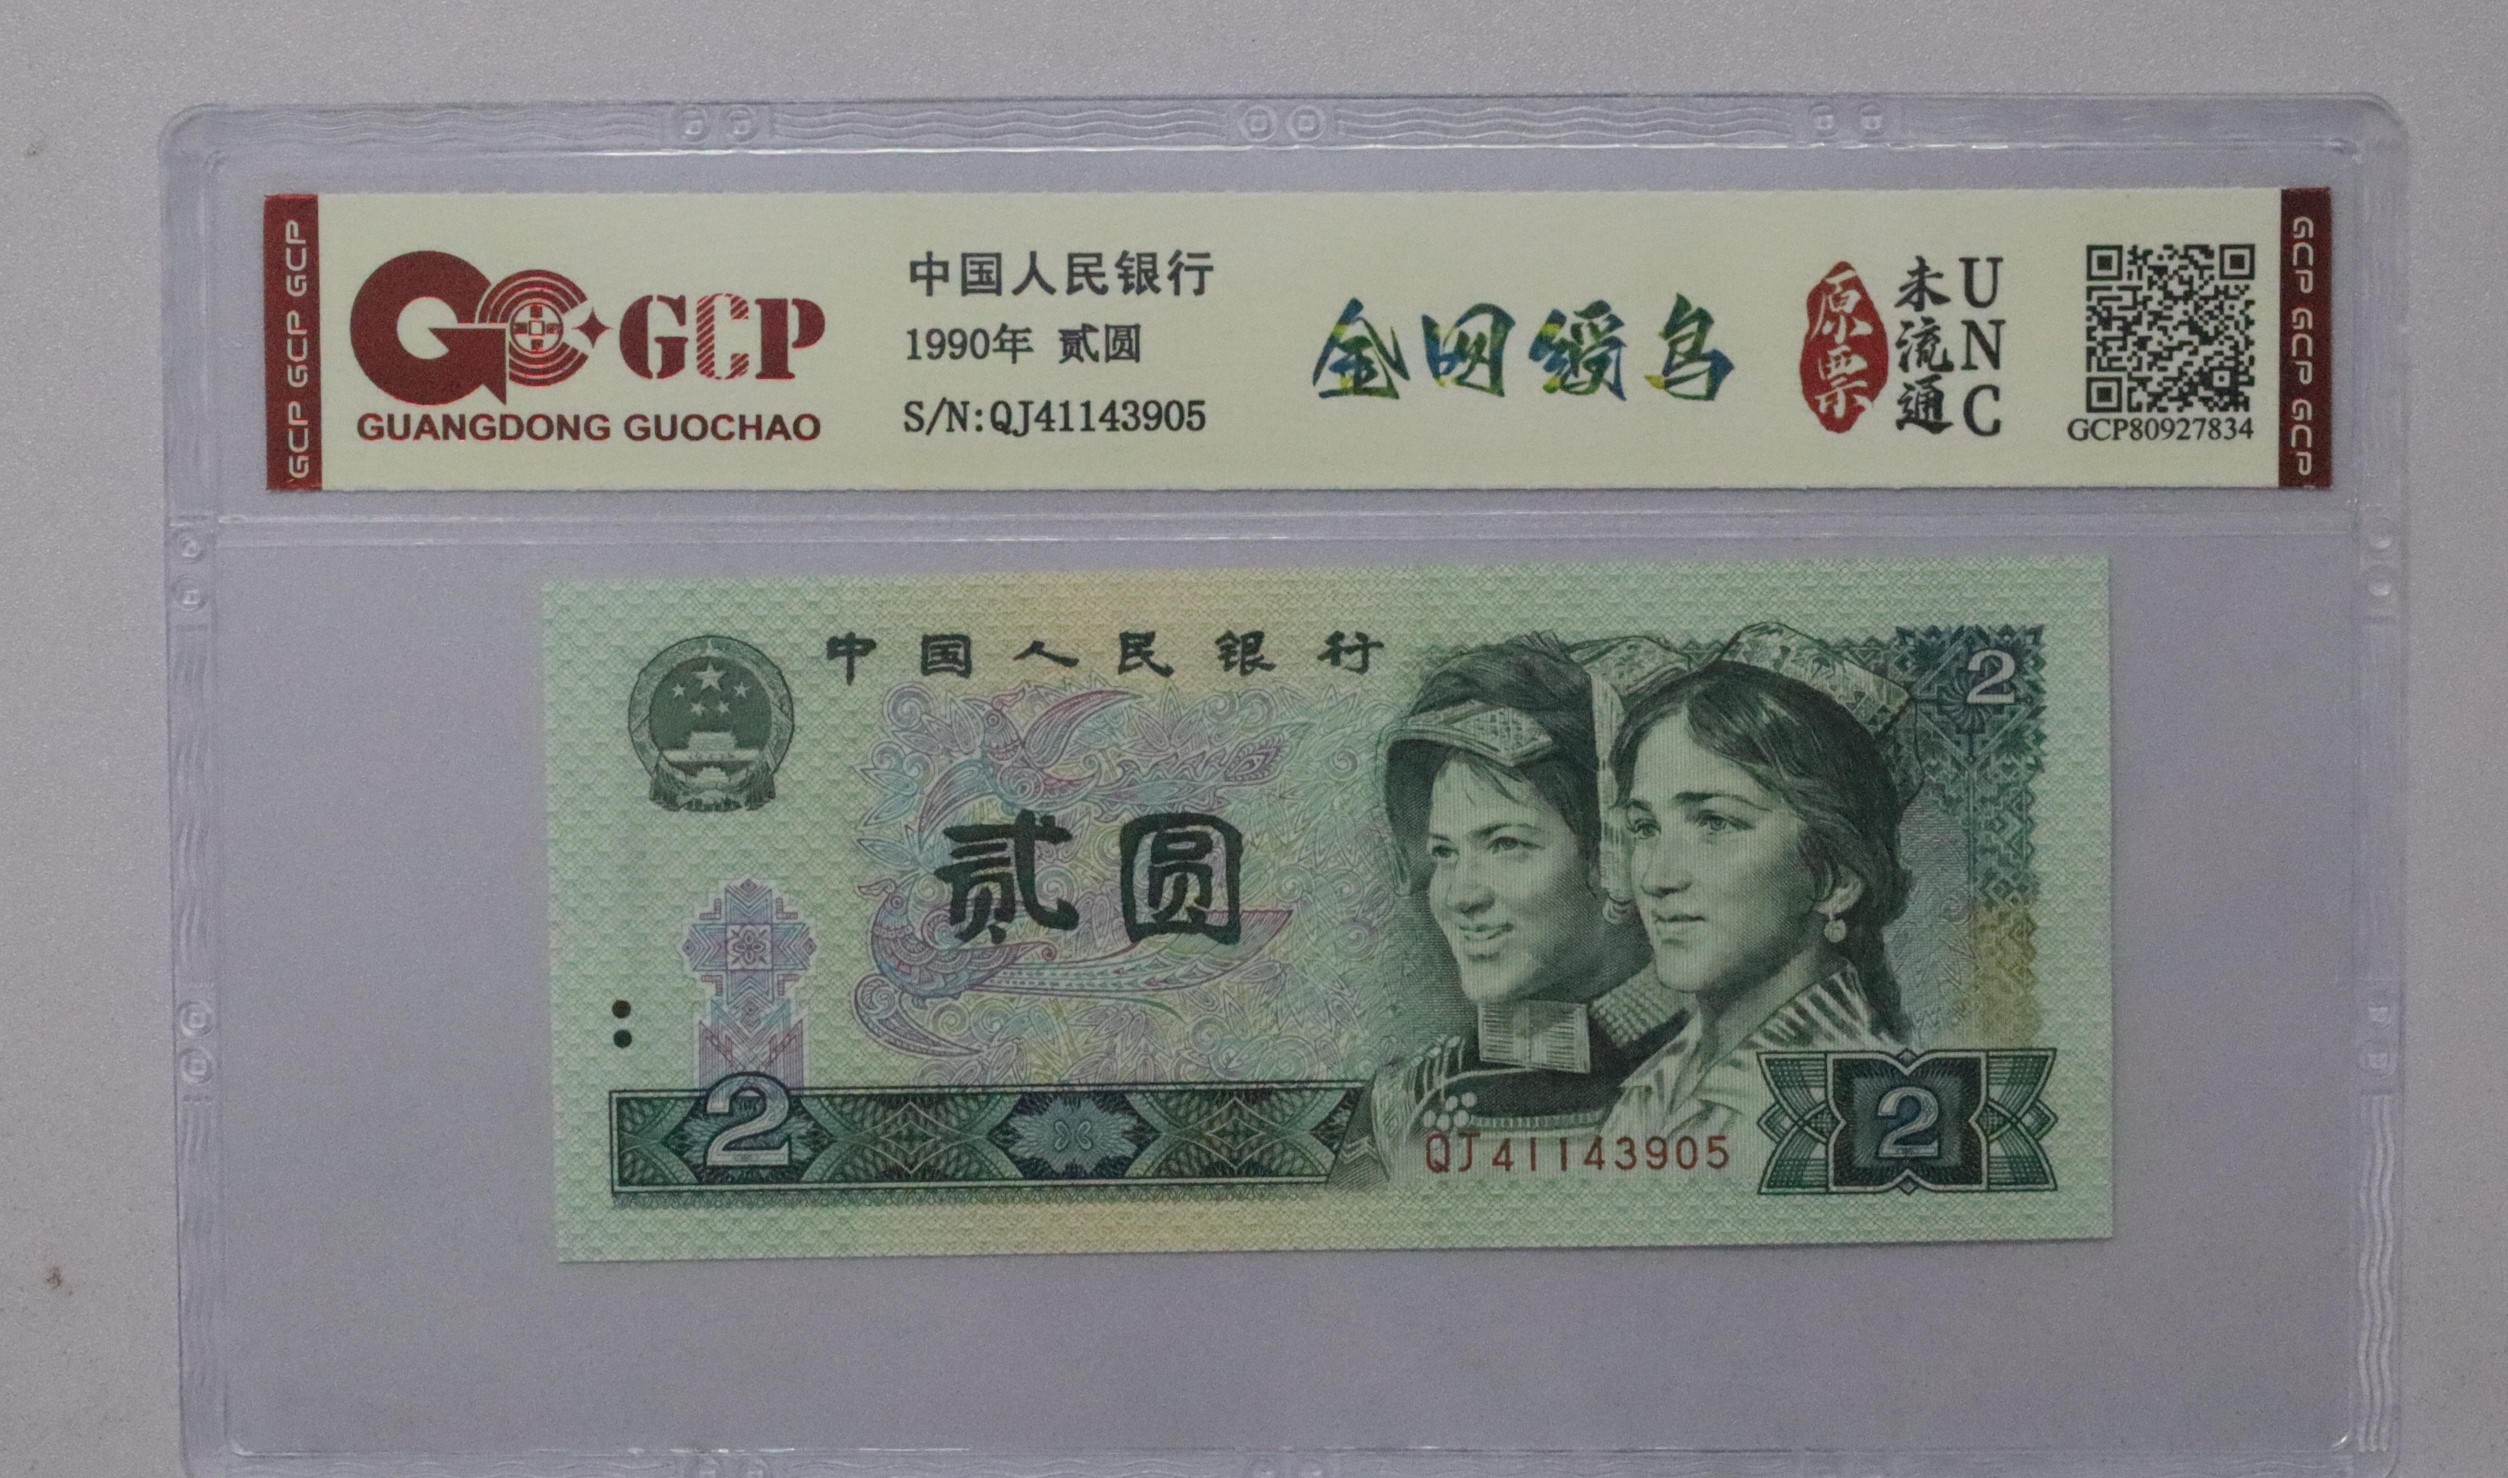 GCP GCP GCP
GCP
GUANGDONG GUOCHAO
中国人民银行
1990年 贰圆
S/N:QJ41143905
金网绶鸟
原票
未流通
UNC
GCP80927834
GCP GCP GCP
中国人民银行
2
贰圆
2
QJ41143905
2